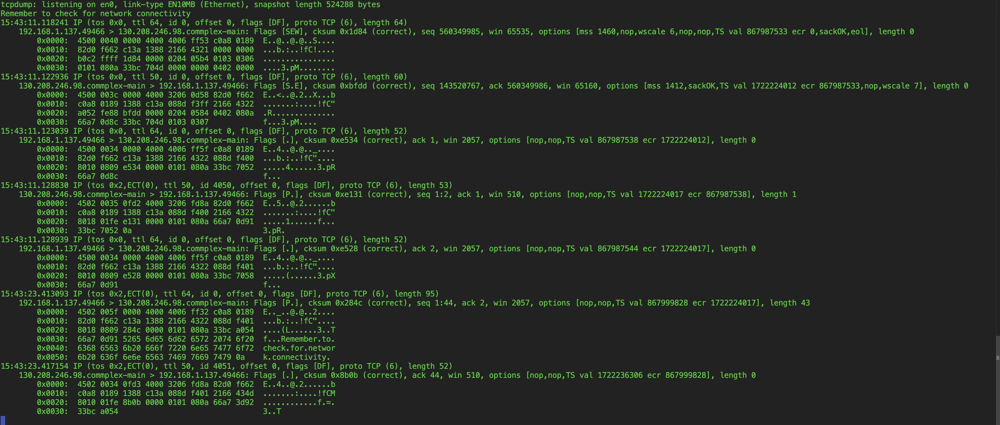 tcpdump: listening on en0, link-type EN10MB (Ethernet), snapshot length 524288 bytes
Remember to check for network connectivity
15:43:11.118241 IP (tos 0x0, ttl 64, id 0, offset 0, flags [DF], proto TCP (6), length 64)
    192.168.1.137.49466 > 130.208.246.98.commplex-main: Flags [SEW], cksum 0x1d84 (correct), seq 560349985, win 65535, options [mss 1460,nop,wscale 6,nop,nop,TS val 867987533 ecr 0,sackOK,eol], length 0
        0x0000:  4500 0040 0000 4000 4006 ff53 c0a8 0189  E..@..@.@..S....
        0x0010:  82d0 f662 c13a 1388 2166 4321 0000 0000  ...b.:..!fC!....
        0x0020:  b0c2 ffff 1d84 0000 0204 05b4 0103 0306  ................
        0x0030:  0101 080a 33bc 704d 0000 0000 0402 0000  ....3.pM........
15:43:11.122936 IP (tos 0x0, ttl 50, id 0, offset 0, flags [DF], proto TCP (6), length 60)
    130.208.246.98.commplex-main > 192.168.1.137.49466: Flags [S.E], cksum 0xbfdd (correct), seq 143520767, ack 560349986, win 65160, options [mss 1412,sackOK,TS val 1722224012 ecr 867987533,nop,wscale 7], length 0
        0x0000:  4500 003c 0000 4000 3206 0d58 82d0 f662  E..<..@.2..X...b
        0x0010:  c0a8 0189 1388 c13a 088d f3ff 2166 4322  .......:....!fC"
        0x0020:  a052 fe88 bfdd 0000 0204 0584 0402 080a  .R..............
        0x0030:  66a7 0d8c 33bc 704d 0103 0307            f...3.pM....
15:43:11.123039 IP (tos 0x0, ttl 64, id 0, offset 0, flags [DF], proto TCP (6), length 52)
    192.168.1.137.49466 > 130.208.246.98.commplex-main: Flags [.], cksum 0xe534 (correct), ack 1, win 2057, options [nop,nop,TS val 867987538 ecr 1722224012], length 0
        0x0000:  4500 0034 0000 4000 4006 ff5f c0a8 0189  E..4..@.@.._....
        0x0010:  82d0 f662 c13a 1388 2166 4322 088d f400  ...b.:..!fC"....
        0x0020:  8010 0809 e534 0000 0101 080a 33bc 7052  .....4......3.pR
        0x0030:  66a7 0d8c                                f...
15:43:11.128830 IP (tos 0x2,ECT(0), ttl 50, id 4050, offset 0, flags [DF], proto TCP (6), length 53)
    130.208.246.98.commplex-main > 192.168.1.137.49466: Flags [P.], cksum 0xe131 (correct), seq 1:2, ack 1, win 510, options [nop,nop,TS val 1722224017 ecr 867987538], length 1
        0x0000:  4502 0035 0fd2 4000 3206 fd8a 82d0 f662  E..5..@.2......b
        0x0010:  c0a8 0189 1388 c13a 088d f400 2166 4322  .......:....!fC"
        0x0020:  8018 01fe e131 0000 0101 080a 66a7 0d91  .....1......f...
        0x0030:  33bc 7052 0a                             3.pR.
15:43:11.128939 IP (tos 0x0, ttl 64, id 0, offset 0, flags [DF], proto TCP (6), length 52)
    192.168.1.137.49466 > 130.208.246.98.commplex-main: Flags [.], cksum 0xe528 (correct), ack 2, win 2057, options [nop,nop,TS val 867987544 ecr 1722224017], length 0
        0x0000:  4500 0034 0000 4000 4006 ff5f c0a8 0189  E..4..@.@.._....
        0x0010:  82d0 f662 c13a 1388 2166 4322 088d f401  ...b.:..!fC"....
        0x0020:  8010 0809 e528 0000 0101 080a 33bc 7058  .....(......3.pX
        0x0030:  66a7 0d91                                f...
15:43:23.413093 IP (tos 0x2,ECT(0), ttl 64, id 0, offset 0, flags [DF], proto TCP (6), length 95)
    192.168.1.137.49466 > 130.208.246.98.commplex-main: Flags [P.], cksum 0x284c (correct), seq 1:44, ack 2, win 2057, options [nop,nop,TS val 867999828 ecr 1722224017], length 43
        0x0000:  4502 005f 0000 4000 4006 ff32 c0a8 0189  E.._..@.@..2....
        0x0010:  82d0 f662 c13a 1388 2166 4322 088d f401  ...b.:..!fC"....
        0x0020:  8018 0809 284c 0000 0101 080a 33bc a054  ....(L......3..T
        0x0030:  66a7 0d91 5265 6d65 6d62 6572 2074 6f20  f...Remember.to.
        0x0040:  6368 6563 6b20 666f 7220 6e65 7477 6f72  check.for.networ
        0x0050:  6b20 636f 6e6e 6563 7469 7669 7479 0a    k.connectivity.
15:43:23.417154 IP (tos 0x2,ECT(0), ttl 50, id 4051, offset 0, flags [DF], proto TCP (6), length 52)
    130.208.246.98.commplex-main > 192.168.1.137.49466: Flags [.], cksum 0x8b0b (correct), ack 44, win 510, options [nop,nop,TS val 1722236306 ecr 867999828], length 0
        0x0000:  4502 0034 0fd3 4000 3206 fd8a 82d0 f662  E..4..@.2......b
        0x0010:  c0a8 0189 1388 c13a 088d f401 2166 434d  .......:....!fCM
        0x0020:  8010 01fe 8b0b 0000 0101 080a 66a7 3d92  ............f.=.
        0x0030:  33bc a054                                3..T